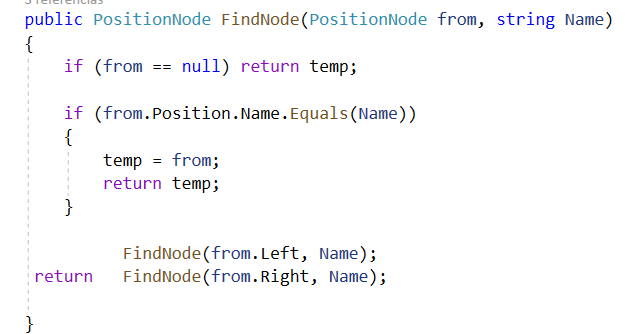 3 referencias
public PositionNode FindNode(PositionNode from, string Name)
{
    if (from == null) return temp;

    if (from.Position.Name.Equals(Name))
    {
        temp = from;
        return temp;
    }

          FindNode(from.Left, Name);
 return   FindNode(from.Right, Name);

}